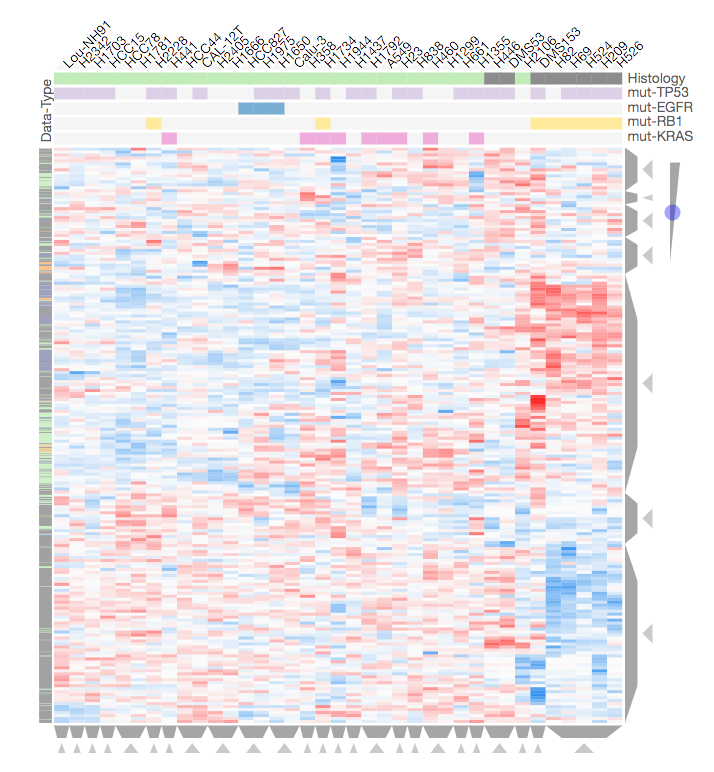 Lou-NH91
H2342
H1703
HCC15
HCC78
H1781
H2228
H441
HCC44
CAL-12T
H2405
H1666
HCC827
H1975
H1650
Calu-3
H358
H1734
H1944
H1437
H1792
A549
H23
H838
H460
H1299
H661
H1355
H446
DMS53
H2106
DMS153
H82
H69
H524
H209
H526
Data-Type
Histology
mut-TP53
mut-EGFR
mut-RB1
mut-KRAS